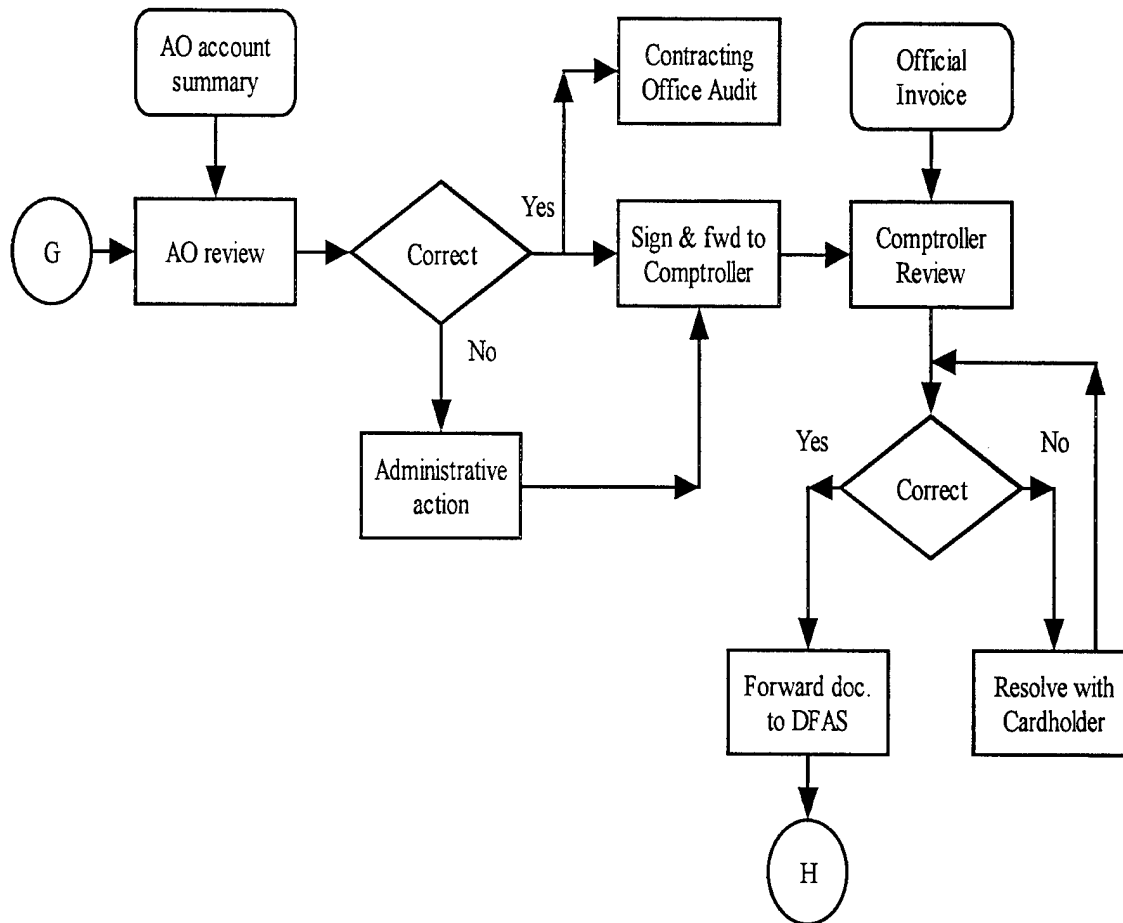 AO account
summary
Contracting
Office Audit
Official
Invoice
G
AO review
Correct
Yes
Sign & fwd to
Comptroller
Comptroller
Review
No
Administrative
action
Yes
No
Correct
Forward doc.
to DFAS
Resolve with
Cardholder
H